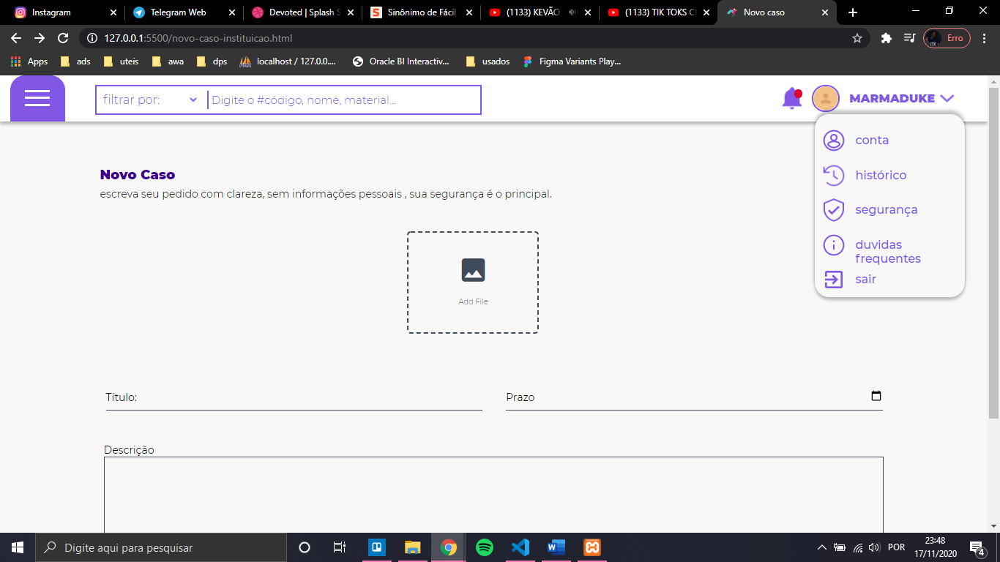 Instagram
Telegram Web
Devoted | Splash S
Sinônimo de Fácil
(1133) KEVÃO
(1133) TIK TOKS C
Novo caso
127.0.0.1:5500/novo-caso-instituicao.html
Erro
Apps
ads
uteis
awa
dps
localhost / 127.0.0....
Oracle BI Interactiv...
usados
Figma Variants Play...
filtrar por:
Digite o #código, nome, material...
MARMADUKE
conta
histórico
segurança
duvidas
frequentes
sair
Novo Caso
escreva seu pedido com clareza, sem informações pessoais , sua segurança é o principal.
Add File
Título:
Prazo
Descrição
Digite aqui para pesquisar
POR
23:48
17/11/2020
4